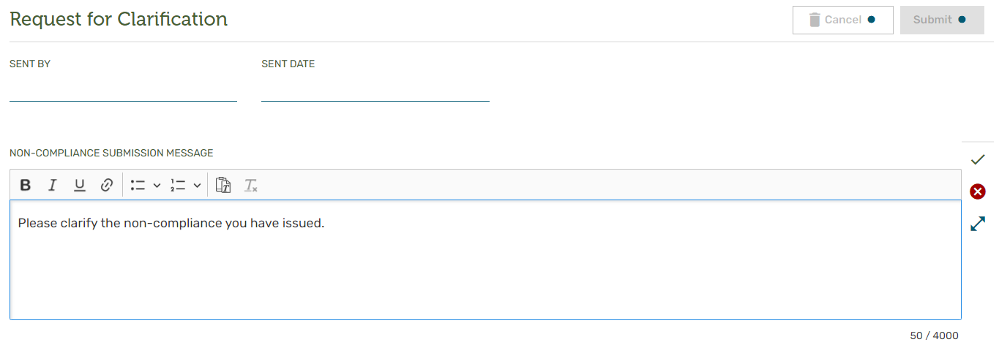 Request for Clarification
Cancel
Submit
SENT BY
SENT DATE
NON-COMPLIANCE SUBMISSION MESSAGE
B I U
Please clarify the non-compliance you have issued.
50 / 4000